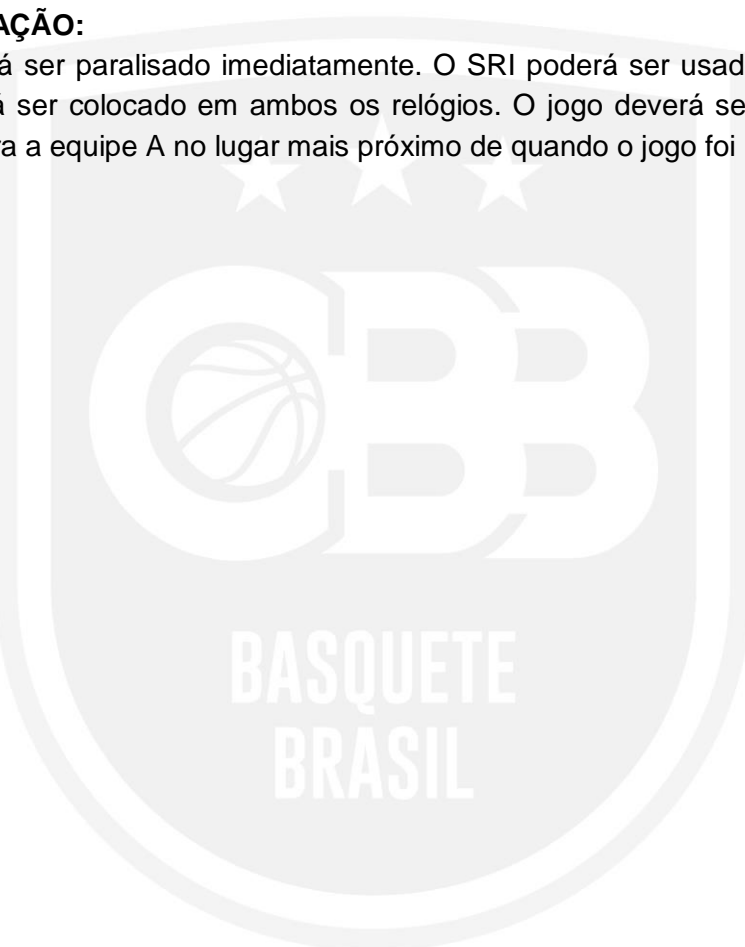 AÇÃO:
á ser paralisado imediatamente. O SRI poderá ser usad
á ser colocado em ambos os relógios. O jogo deverá se
ra a equipe A no lugar mais próximo de quando o jogo foi
CBB
BASQUETE
BRASIL